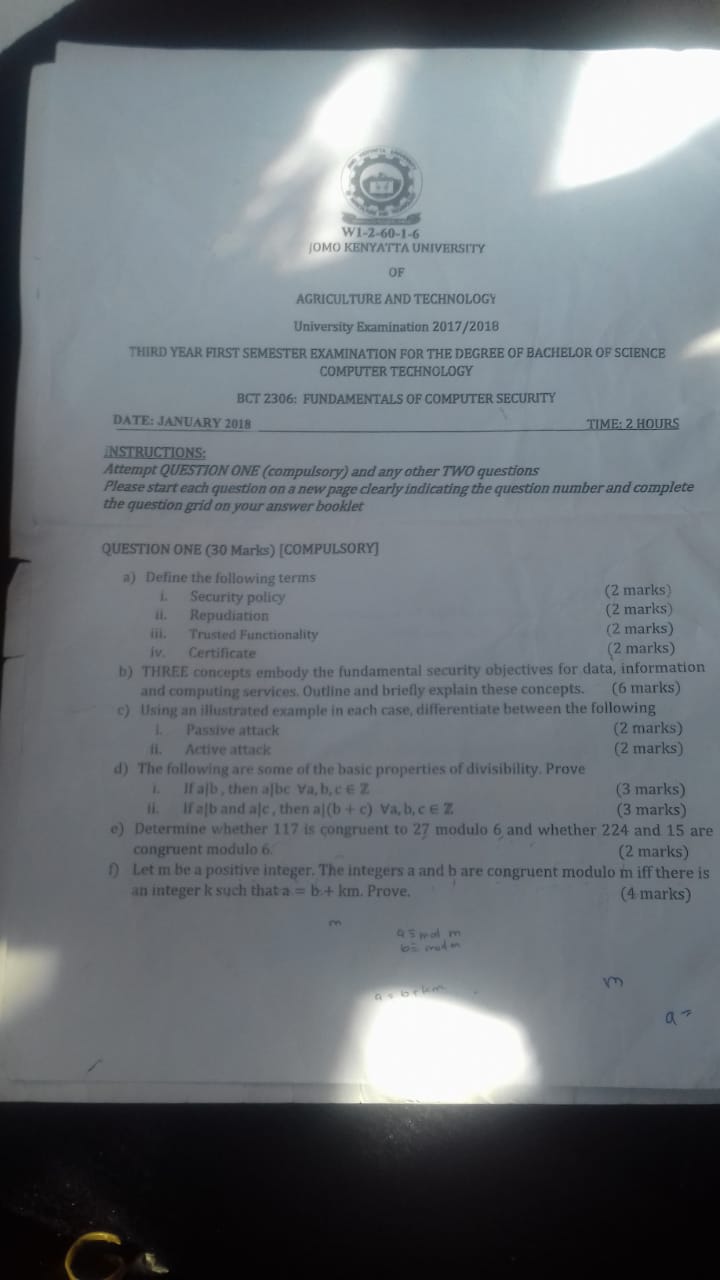 W1-2-60-1-6
JOMO KENYATTA UNIVERSITY
OF
AGRICULTURE AND TECHNOLOGY
University Examination 2017/2018
THIRD YEAR FIRST SEMESTER EXAMINATION FOR THE DEGREE OF BACHELOR OF SCIENCE
COMPUTER TECHNOLOGY
BCT 2306: FUNDAMENTALS OF COMPUTER SECURITY
DATE: JANUARY 2018 TIME: 2 HOURS
INSTRUCTIONS:
Attempt QUESTION ONE (compulsory) and any other TWO questions
Please start each question on a new page clearly indicating the question number and complete
the question grid on your answer booklet
QUESTION ONE (30 Marks) [COMPULSORY]
a) Define the following terms
i. Security policy (2 marks)
ii. Repudiation (2 marks)
iii. Trusted Functionality (2 marks)
iv. Certificate (2 marks)
b) THREE concepts embody the fundamental security objectives for data, information
and computing services. Outline and briefly explain these concepts. (6 marks)
c) Using an illustrated example in each case, differentiate between the following
i. Passive attack (2 marks)
ii. Active attack (2 marks)
d) The following are some of the basic properties of divisibility. Prove
i. If a|b, then a|bc ∀a, b, c ∈ ℤ (3 marks)
ii. If a|b and a|c, then a|(b + c) ∀a, b, c ∈ ℤ (3 marks)
e) Determine whether 117 is congruent to 27 modulo 6 and whether 224 and 15 are
congruent modulo 6. (2 marks)
f) Let m be a positive integer. The integers a and b are congruent modulo m iff there is
an integer k such that a = b + km. Prove. (4 marks)
m
a ≡ mod m
b ≡ mod m
m
a = b + km
a =